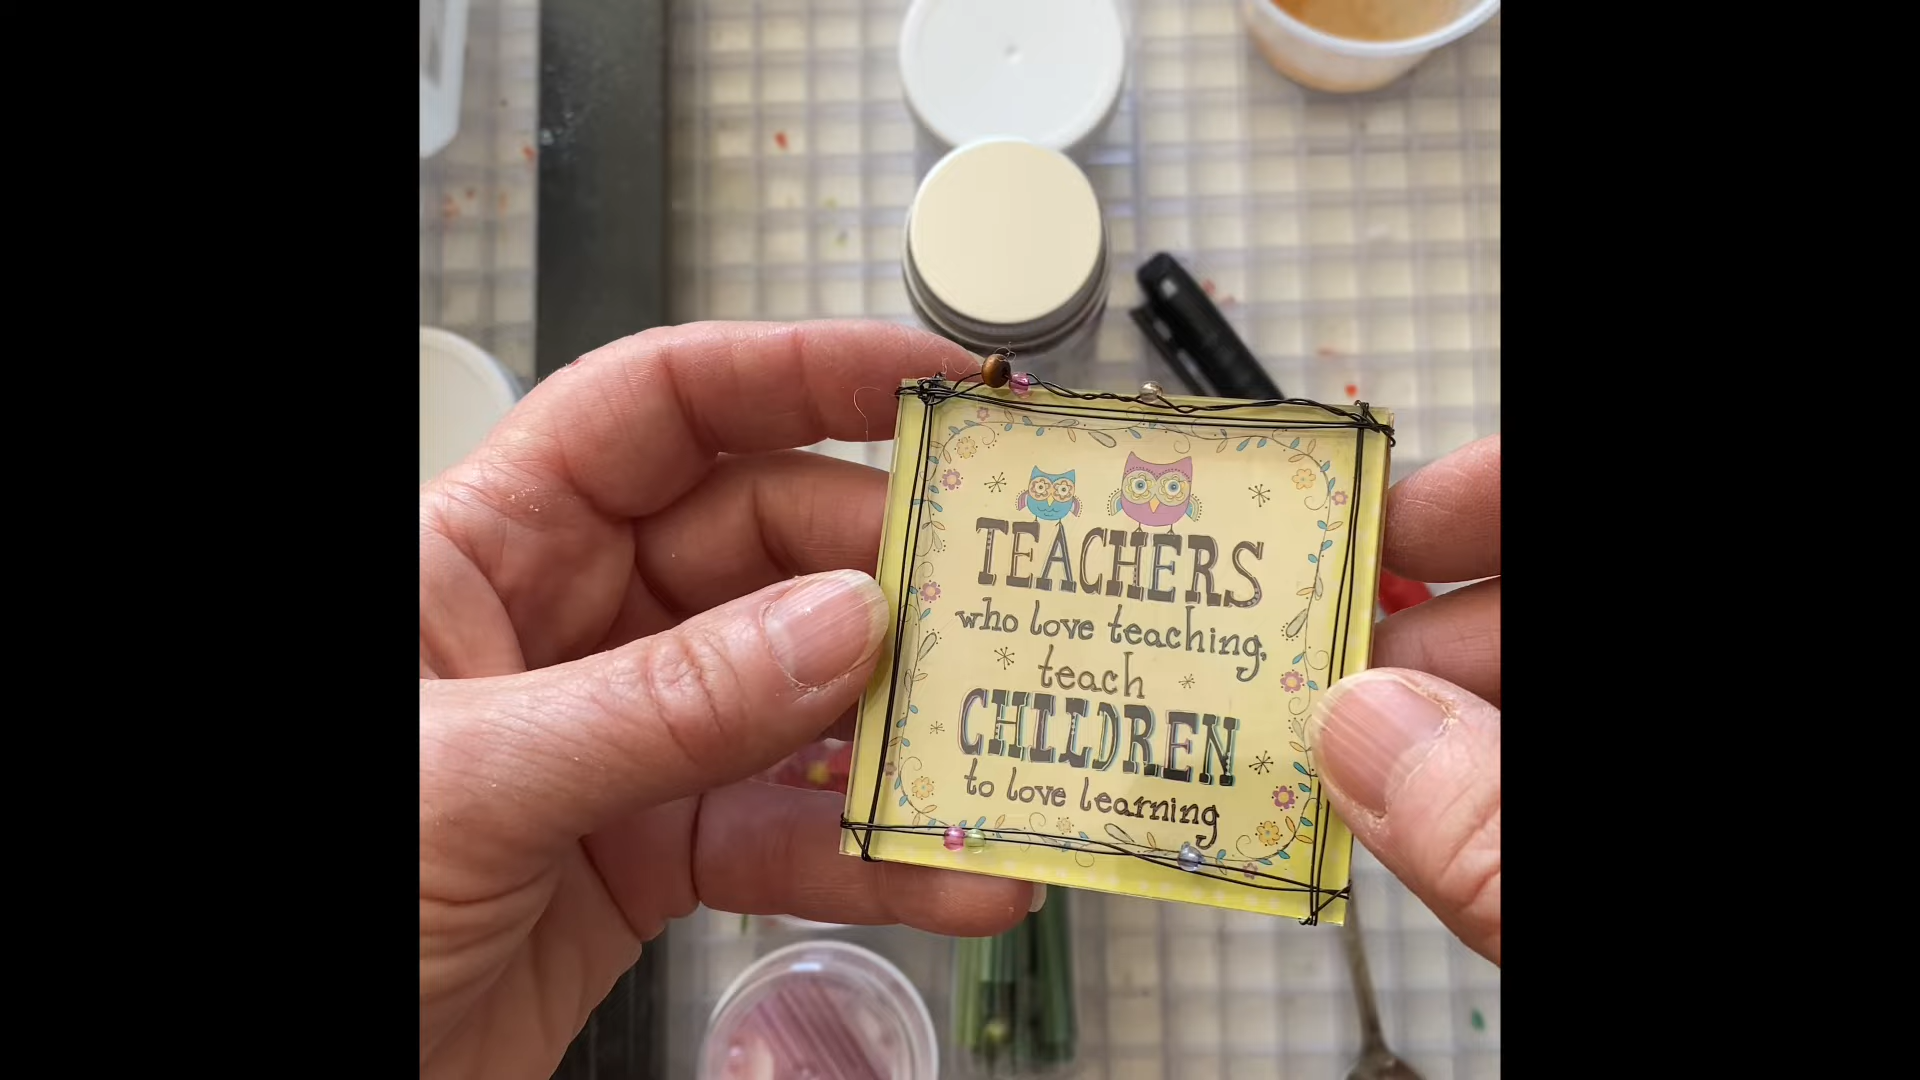 TEACHERS
who love teaching,
teach
CHILDREN
to love learning